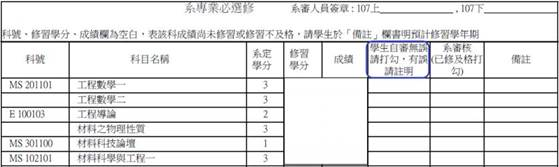 系專業必選修 系審人員簽章：107上 ，107下
科號、修習學分、成績欄為空白，表該科成績尚未修習或修習不及格，請學生於「備註」欄書明預計修習學年期
科號 科目名稱 系定學分 修習學分 成績 學生自審無誤請打勾，有誤請註明 系審核(已修及格打勾) 備註
MS 201101 工程數學一 3
工程數學二 3
E 100103 工程導論 2
材料之物理性質 3
MS 301100 材料科技論壇 1
MS 102101 材料科學與工程一 3